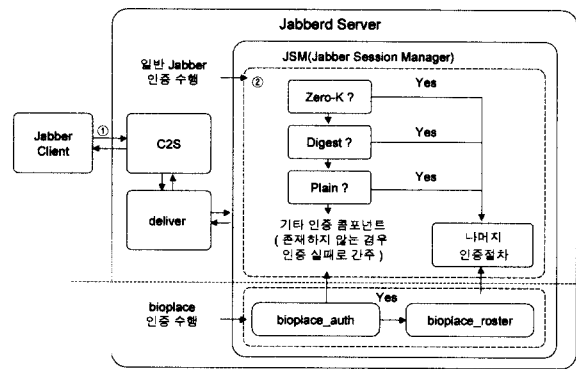 Jabberd Server
JSM(Jabber Session Manager)
일반 Jabber
인증 수행
②
Zero-K ?
Yes
Jabber
Client
①
C2S
Digest ?
Yes
Plain ?
Yes
deliver
기타 인증 콤포넌트
( 존재하지 않는 경우
인증 실패로 간주 )
나머지
인증절차
bioplace
인증 수행
Yes
bioplace_auth
bioplace_roster